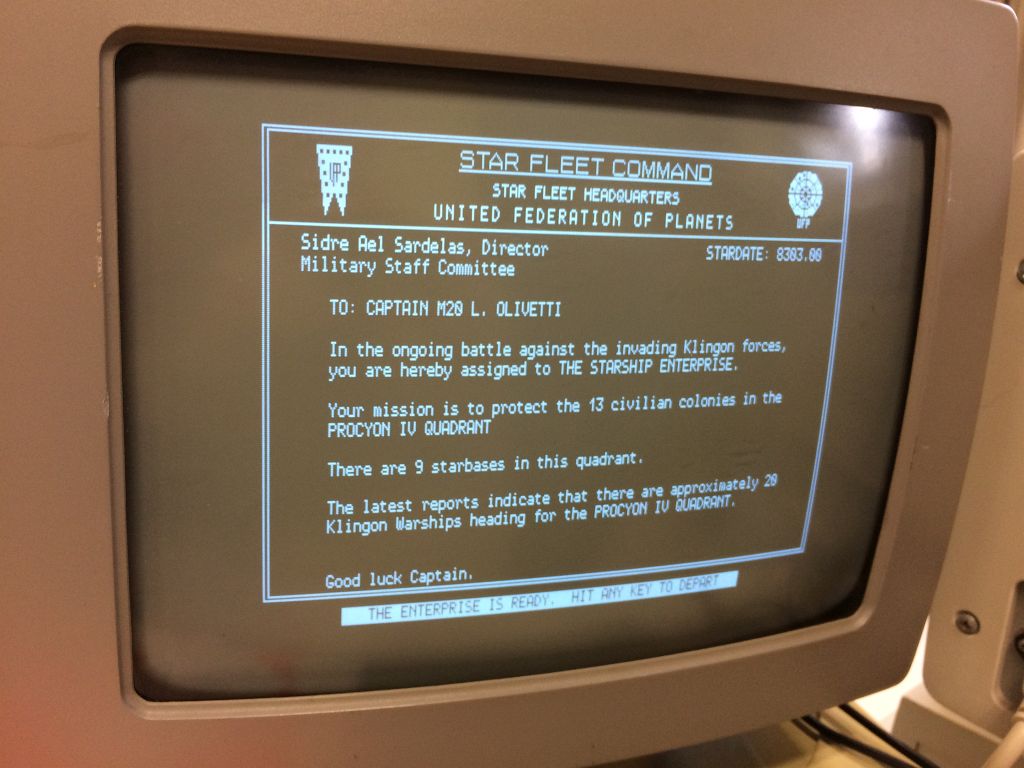 STAR FLEET COMMAND
STAR FLEET HEADQUARTERS
UNITED FEDERATION OF PLANETS
UFP
Sidre Ael Sardelas, Director
STARDATE: 8303.00
Military Staff Committee
TO: CAPTAIN M20 L. OLIVETTI
In the ongoing battle against the invading Klingon forces,
you are hereby assigned to THE STARSHIP ENTERPRISE.
Your mission is to protect the 13 civilian colonies in the
PROCYON IV QUADRANT
There are 9 starbases in this quadrant.
The latest reports indicate that there are approximately 20
Klingon Warships heading for the PROCYON IV QUADRANT.
Good luck Captain.
THE ENTERPRISE IS READY. HIT ANY KEY TO DEPART